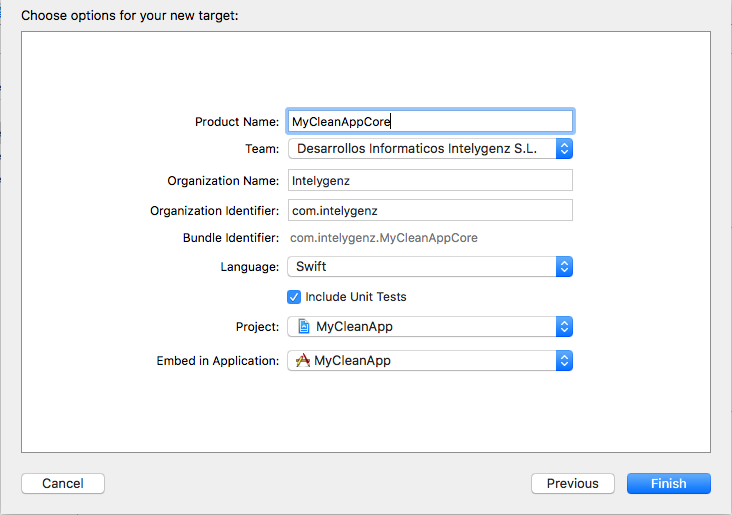 Choose options for your new target:
Product Name: MyCleanAppCore
Team: Desarrollos Informaticos Intelygenz S.L.
Organization Name: Intelygenz
Organization Identifier: com.intelygenz
Bundle Identifier: com.intelygenz.MyCleanAppCore
Language: Swift
Include Unit Tests
Project: MyCleanApp
Embed in Application: MyCleanApp
Cancel Previous Finish